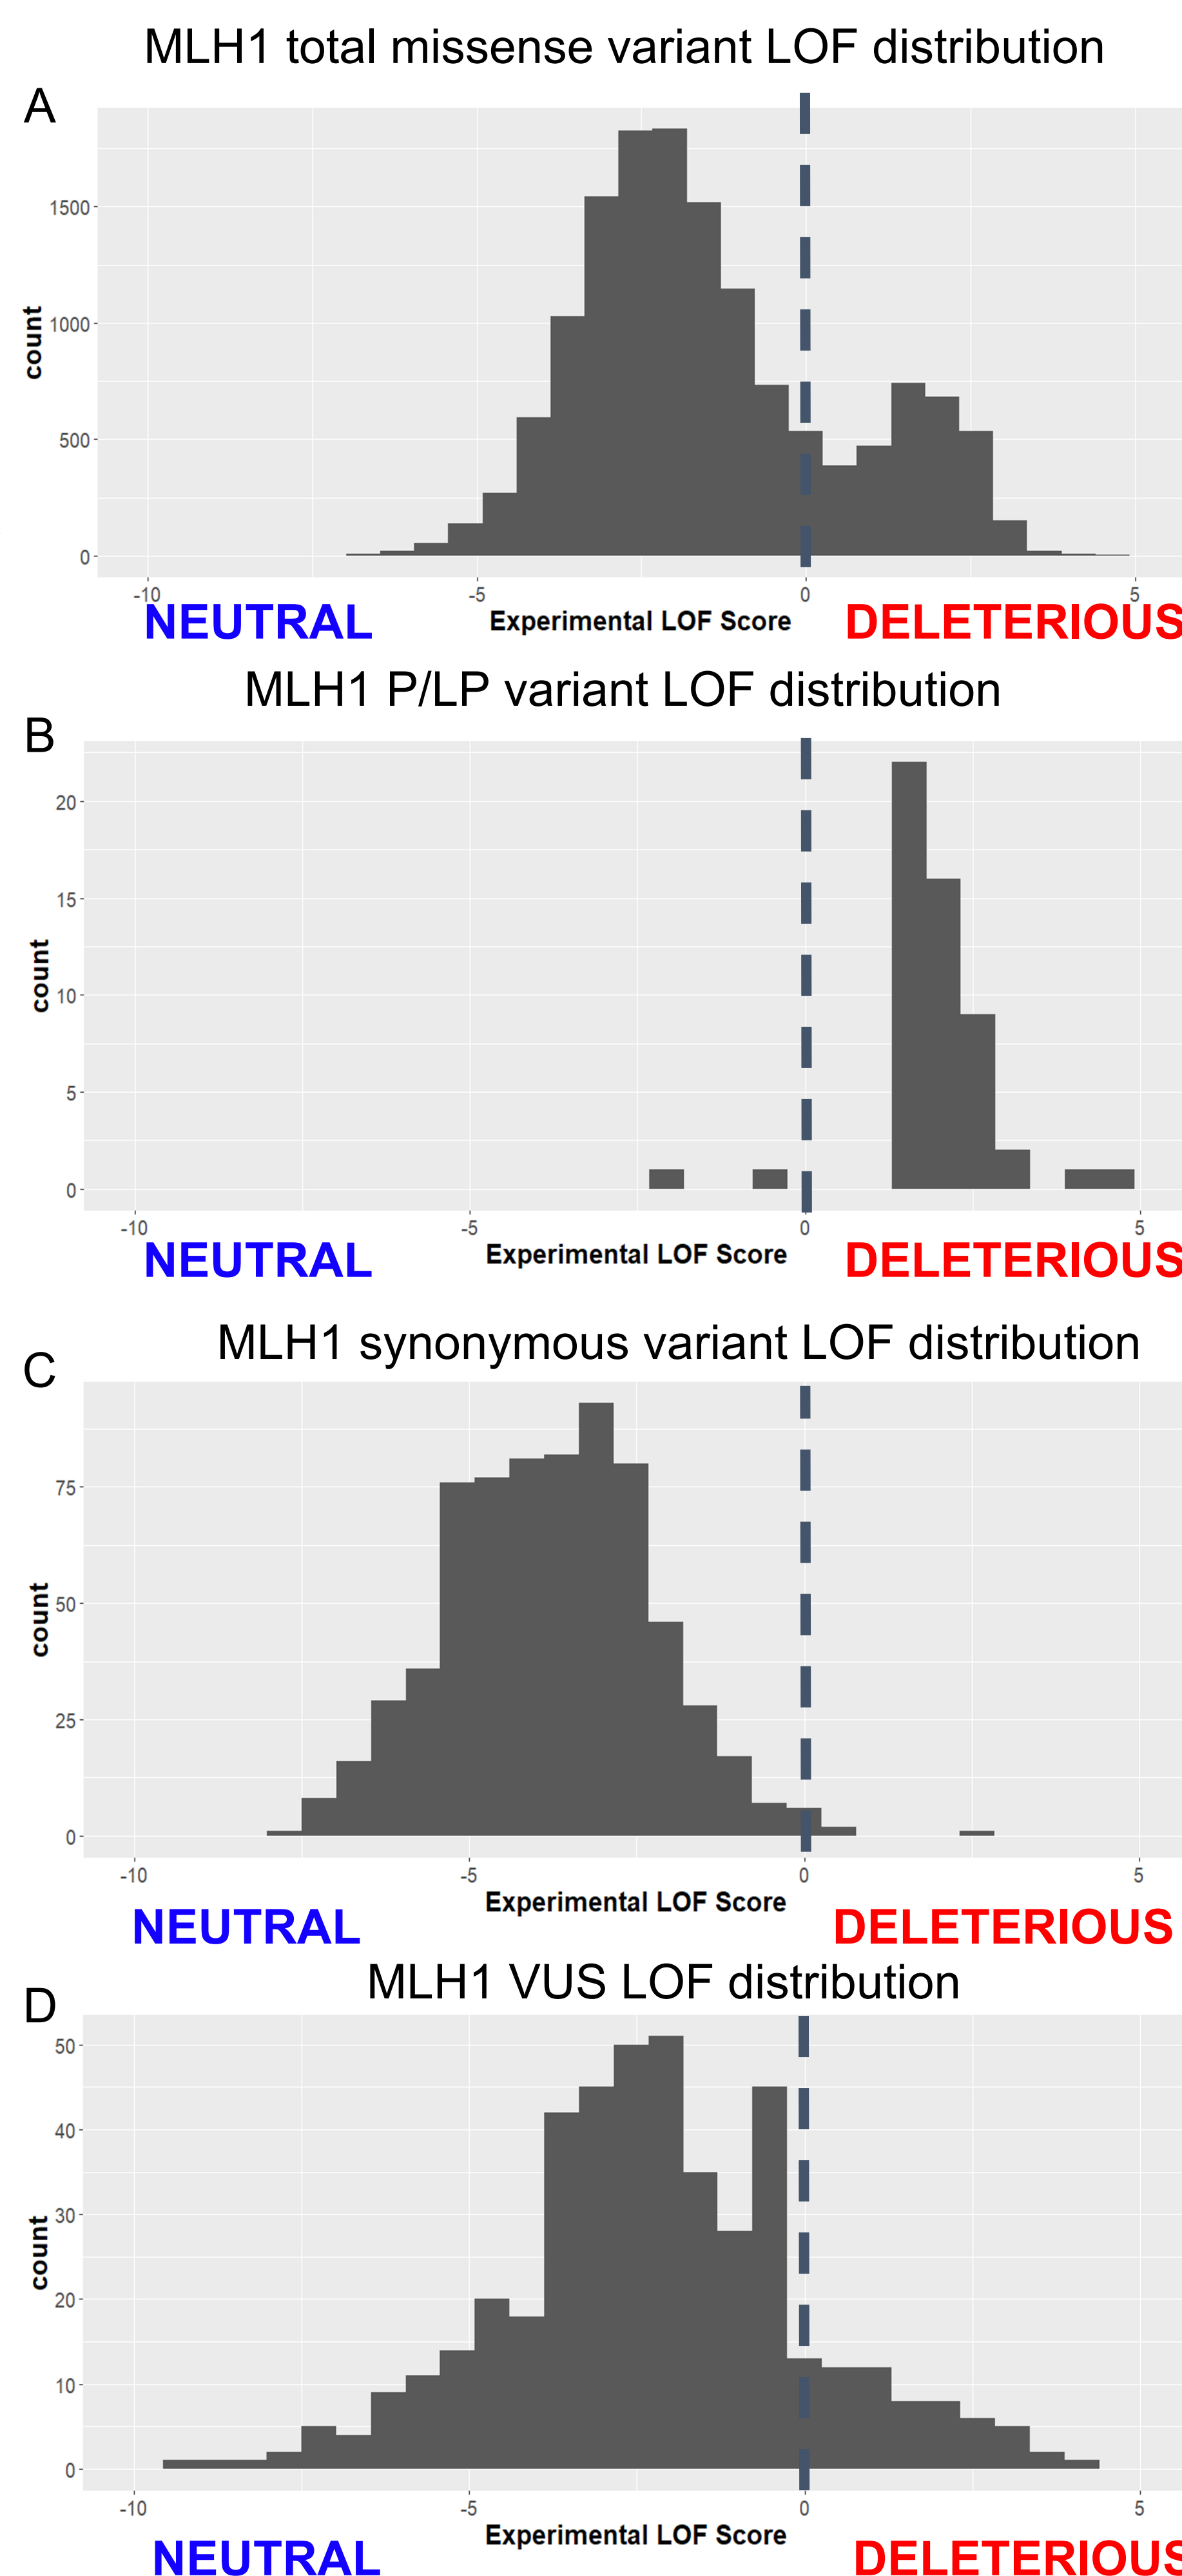 MLH1 total missense variant LOF distribution
A
1500
1000
500
0
count
-10 -5 0 5
NEUTRAL Experimental LOF Score DELETERIOUS
MLH1 P/LP variant LOF distribution
B
20
15
10
5
0
count
-10 -5 0 5
NEUTRAL Experimental LOF Score DELETERIOUS
MLH1 synonymous variant LOF distribution
C
75
50
25
0
count
-10 -5 0 5
Experimental LOF Score
NEUTRAL DELETERIOUS
MLH1 VUS LOF distribution
D
50
40
30
20
10
0
count
-10 -5 0 5
Experimental LOF Score
NEUTRAL DELETERIOUS